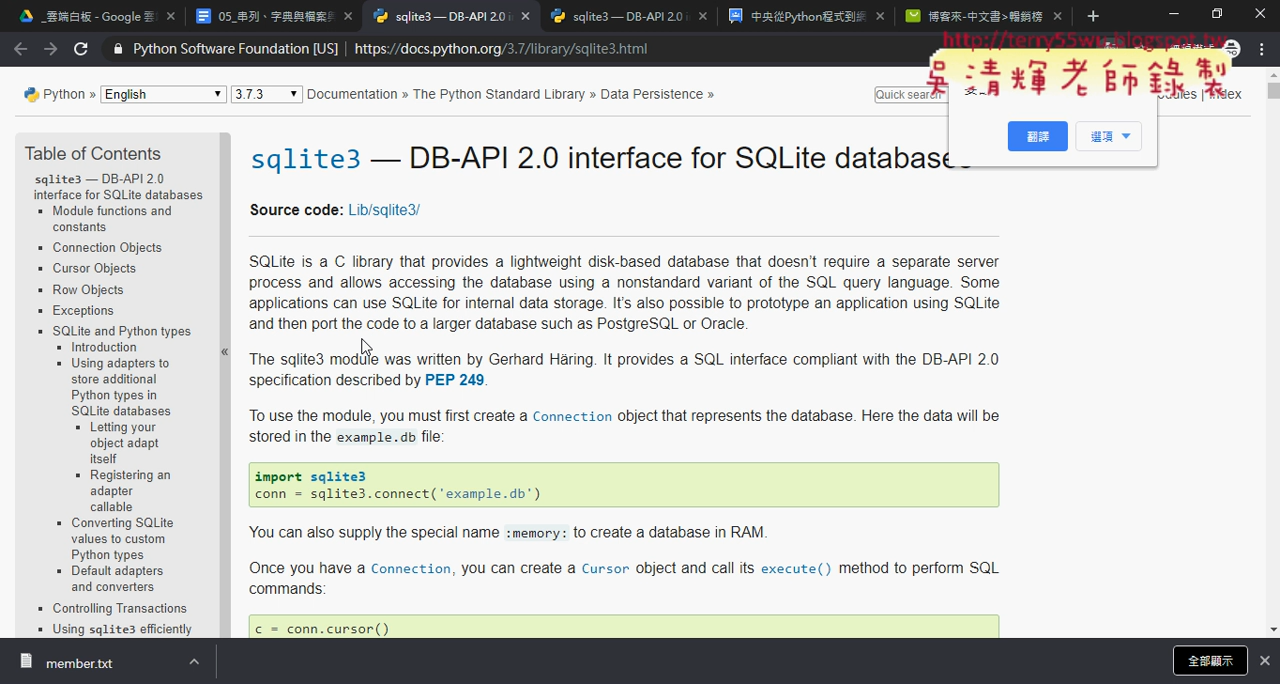 _雲端白板 - Google 雲
05_串列、字典與檔案
sqlite3 — DB-API 2.0 i
sqlite3 — DB-API 2.0 i
中央從Python程式到網
博客來-中文書>暢銷榜
Python Software Foundation [US] | https://docs.python.org/3.7/library/sqlite3.html
http://terry55wu.blogspot.tw
吳清輝老師錄製
Python » English 3.7.3 Documentation » The Python Standard Library » Data Persistence »
Quick search
| index
翻譯
選項
Table of Contents
sqlite3 — DB-API 2.0
interface for SQLite databases
Module functions and
constants
Connection Objects
Cursor Objects
Row Objects
Exceptions
SQLite and Python types
Introduction
Using adapters to
store additional
Python types in
SQLite databases
Letting your
object adapt
itself
Registering an
adapter
callable
Converting SQLite
values to custom
Python types
Default adapters
and converters
Controlling Transactions
Using sqlite3 efficiently
«
sqlite3 — DB-API 2.0 interface for SQLite databases
Source code: Lib/sqlite3/
SQLite is a C library that provides a lightweight disk-based database that doesn’t require a separate server
process and allows accessing the database using a nonstandard variant of the SQL query language. Some
applications can use SQLite for internal data storage. It’s also possible to prototype an application using SQLite
and then port the code to a larger database such as PostgreSQL or Oracle.
The sqlite3 module was written by Gerhard Häring. It provides a SQL interface compliant with the DB-API 2.0
specification described by PEP 249.
To use the module, you must first create a Connection object that represents the database. Here the data will be
stored in the example.db file:
import sqlite3
conn = sqlite3.connect('example.db')
You can also supply the special name :memory: to create a database in RAM.
Once you have a Connection, you can create a Cursor object and call its execute() method to perform SQL
commands:
c = conn.cursor()
member.txt
全部顯示